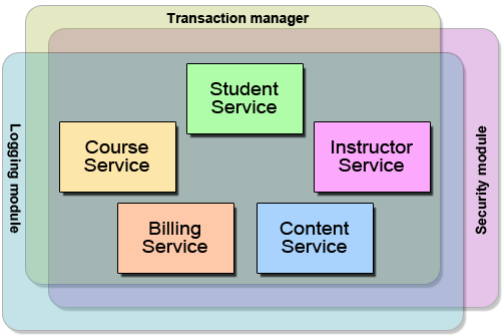 Transaction manager
Student
Service
Course
Service
Instructor
Service
Billing
Service
Content
Service
Logging module
Security module